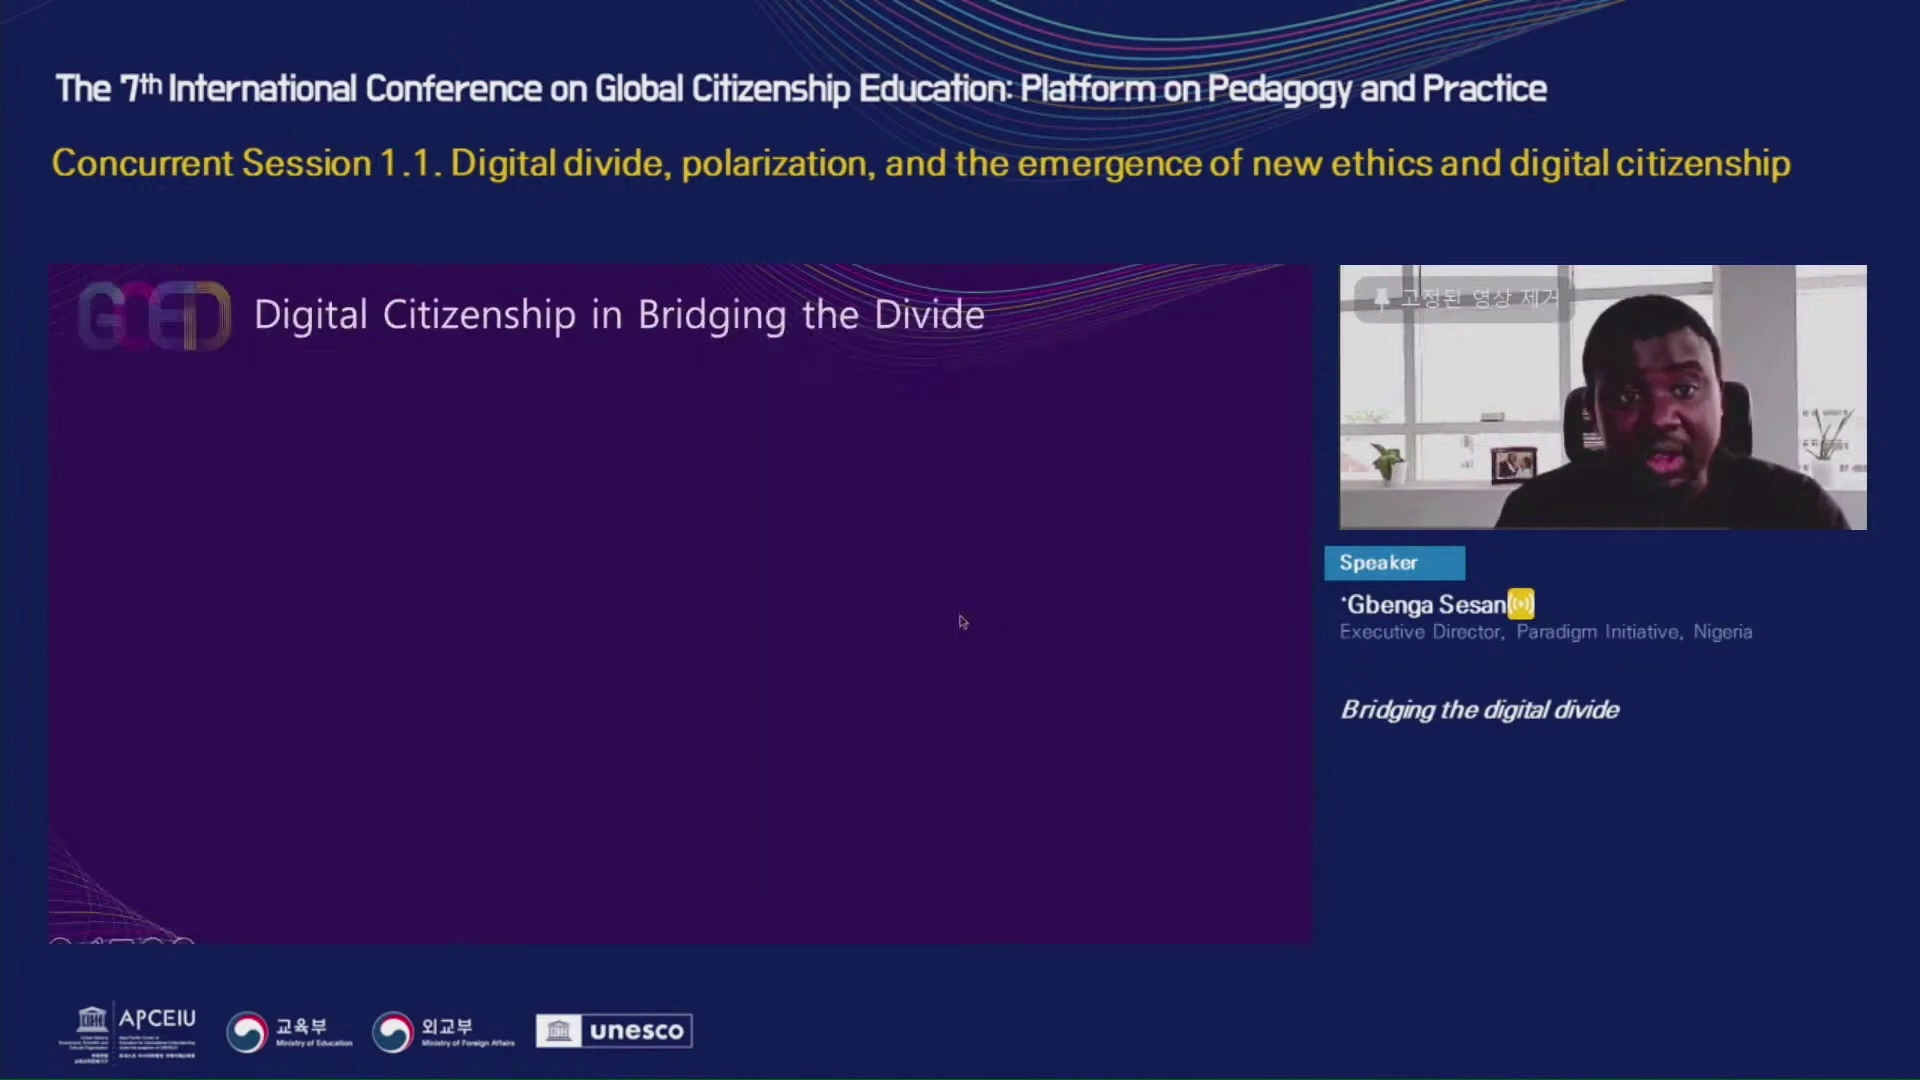 The 7th International Conference on Global Citizenship Education: Platform on Pedagogy and Practice
Concurrent Session 1.1. Digital divide, polarization, and the emergence of new ethics and digital citizenship
GCED
Digital Citizenship in Bridging the Divide
고정된 영상 제거
Speaker
'Gbenga Sesan
Executive Director, Paradigm Initiative, Nigeria
Bridging the digital divide
APCEIU
교육부
Ministry of Education
외교부
Ministry of Foreign Affairs
unesco